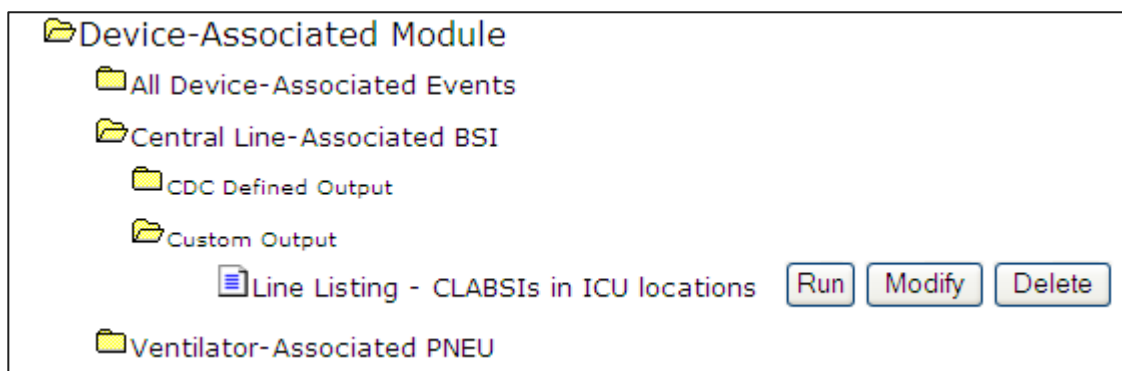 Device-Associated Module
All Device-Associated Events
Central Line-Associated BSI
CDC Defined Output
Custom Output
Line Listing - CLABSIs in ICU locations Run Modify Delete
Ventilator-Associated PNEU